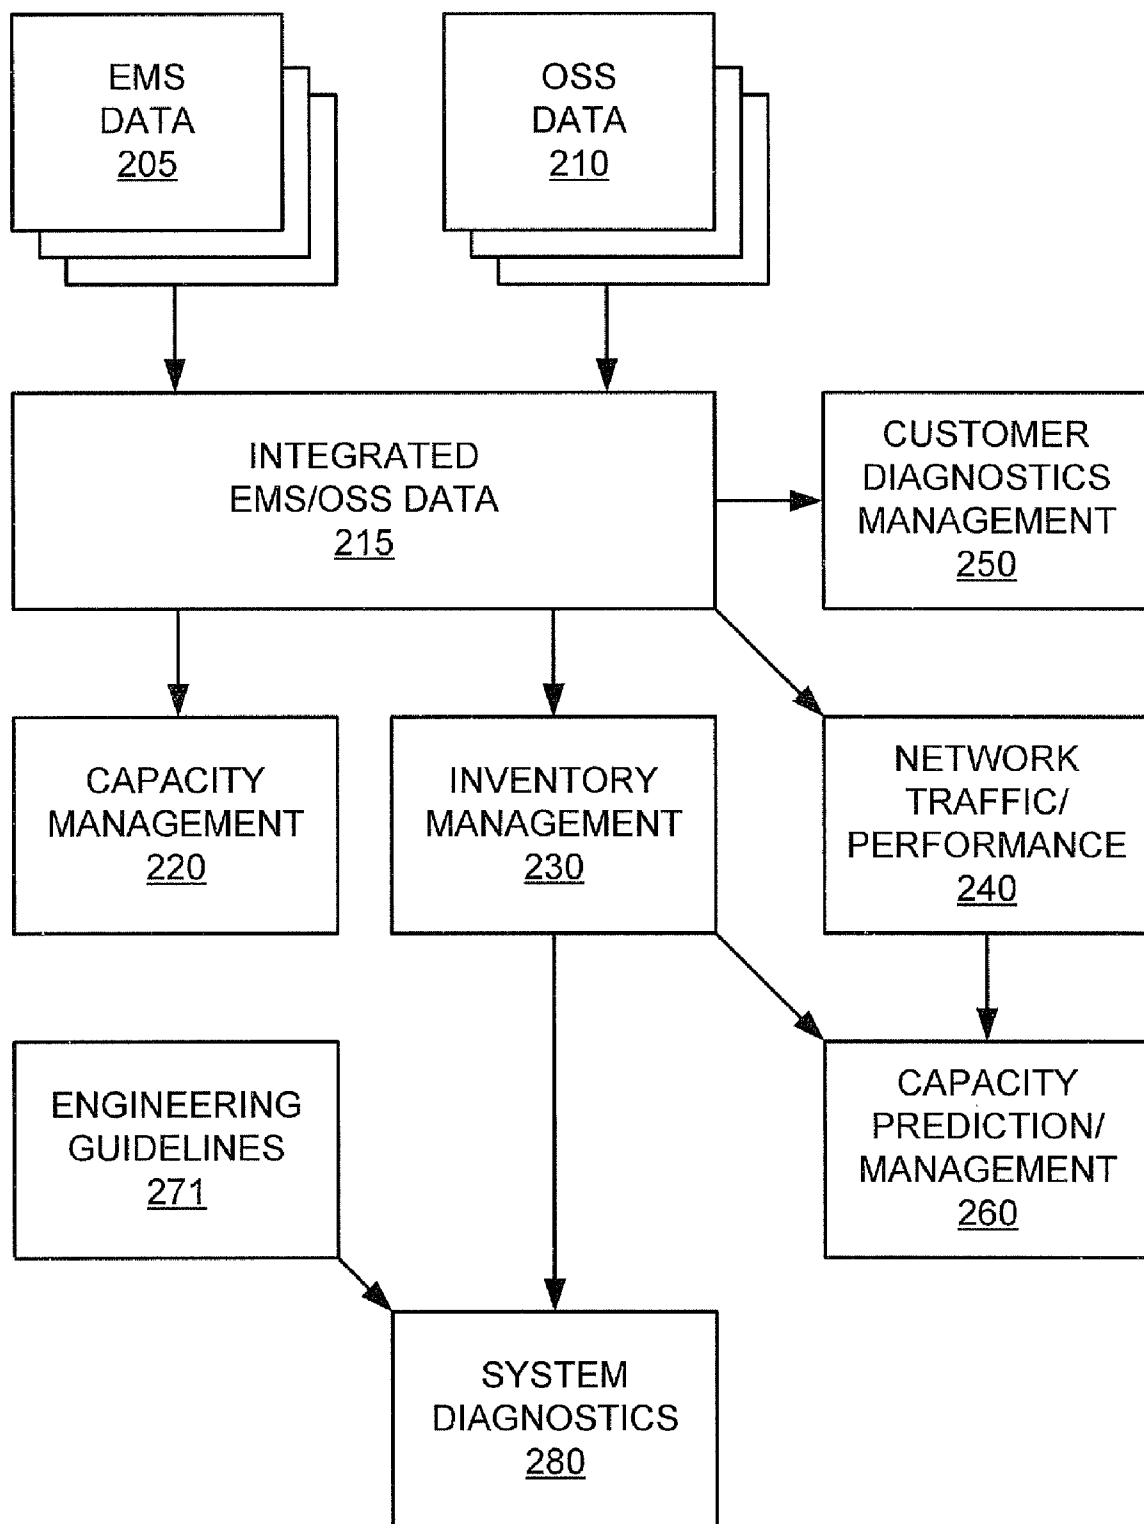 EMS
DATA
205
OSS
DATA
210
INTEGRATED
EMS/OSS DATA
215
CUSTOMER
DIAGNOSTICS
MANAGEMENT
250
CAPACITY
MANAGEMENT
220
INVENTORY
MANAGEMENT
230
NETWORK
TRAFFIC/
PERFORMANCE
240
ENGINEERING
GUIDELINES
271
CAPACITY
PREDICTION/
MANAGEMENT
260
SYSTEM
DIAGNOSTICS
280